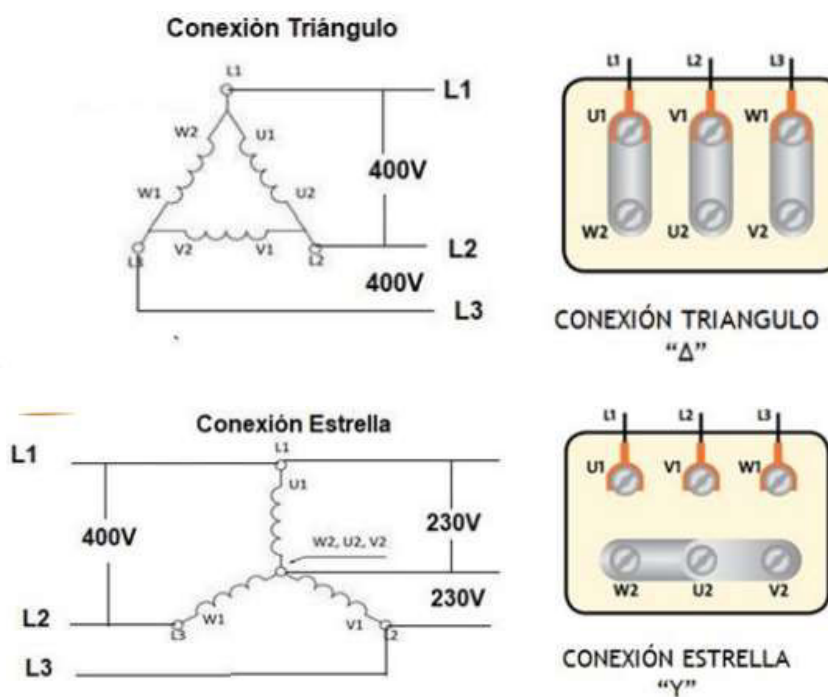 Conexión Triángulo
L1
L1
W2
U1
400V
W1
U2
V2
V1
L3
L2
L2
400V
L3
L1
L2
L3
U1
V1
W1
W2
U2
V2
CONEXIÓN TRIANGULO
“Δ”
Conexión Estrella
L1
L1
U1
400V
230V
W2, U2, V2
230V
L2
L3
W1
V1
L2
L3
L1
L2
L3
U1
V1
W1
W2
U2
V2
CONEXIÓN ESTRELLA
“Y”